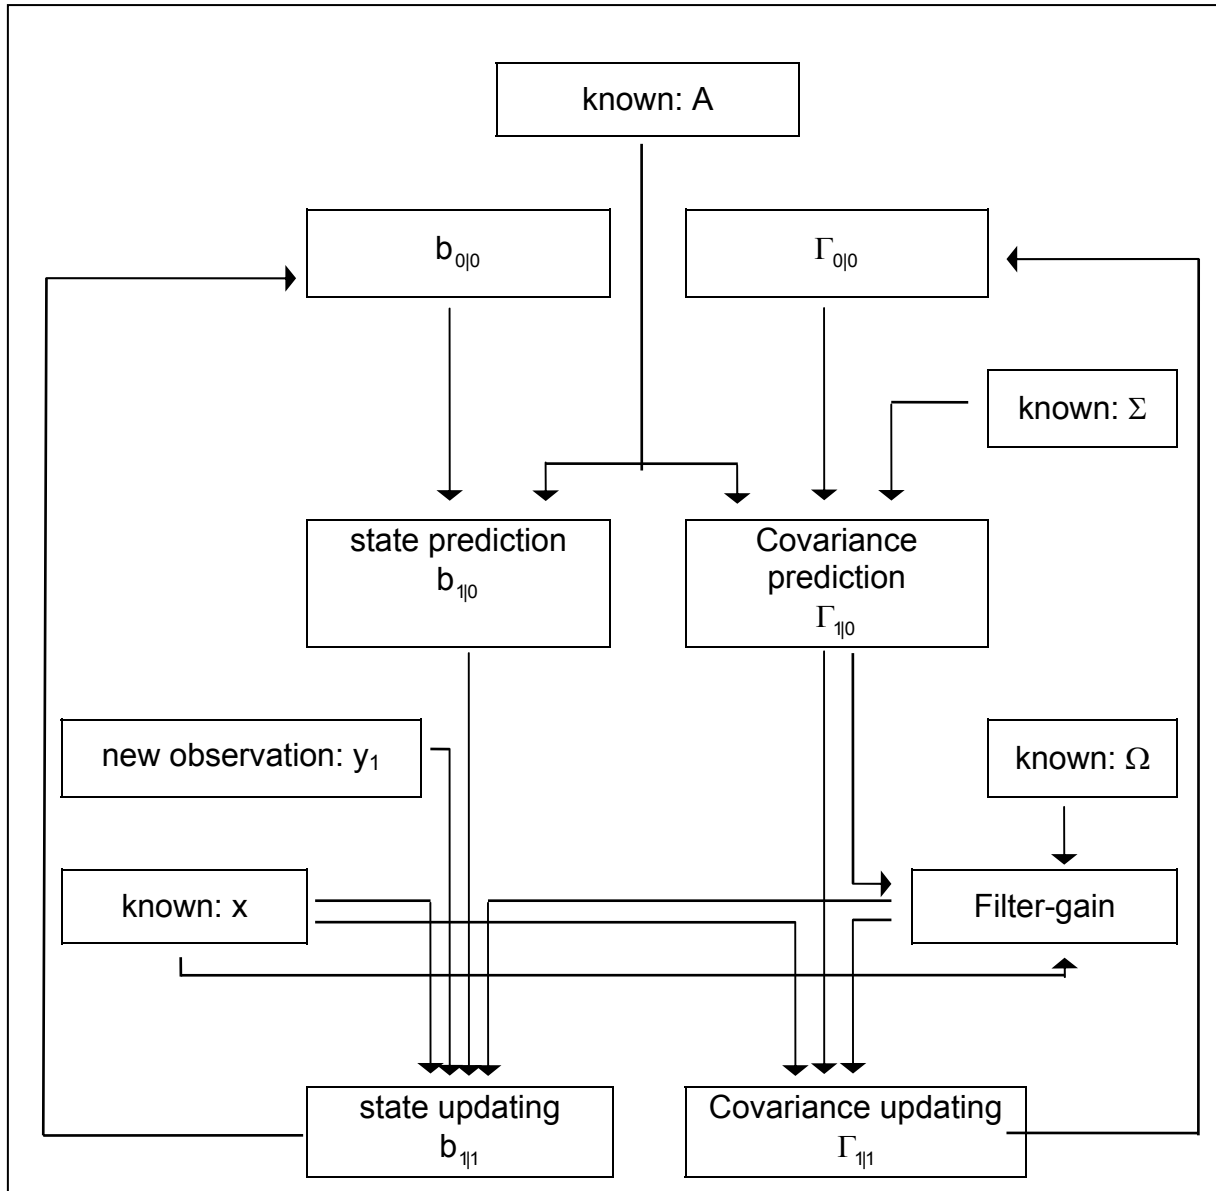 known: A
b0|0
Γ0|0
known: Σ
state prediction
b1|0
Covariance
prediction
Γ1|0
new observation: y1
known: Ω
known: x
Filter-gain
state updating
b1|1
Covariance updating
Γ1|1